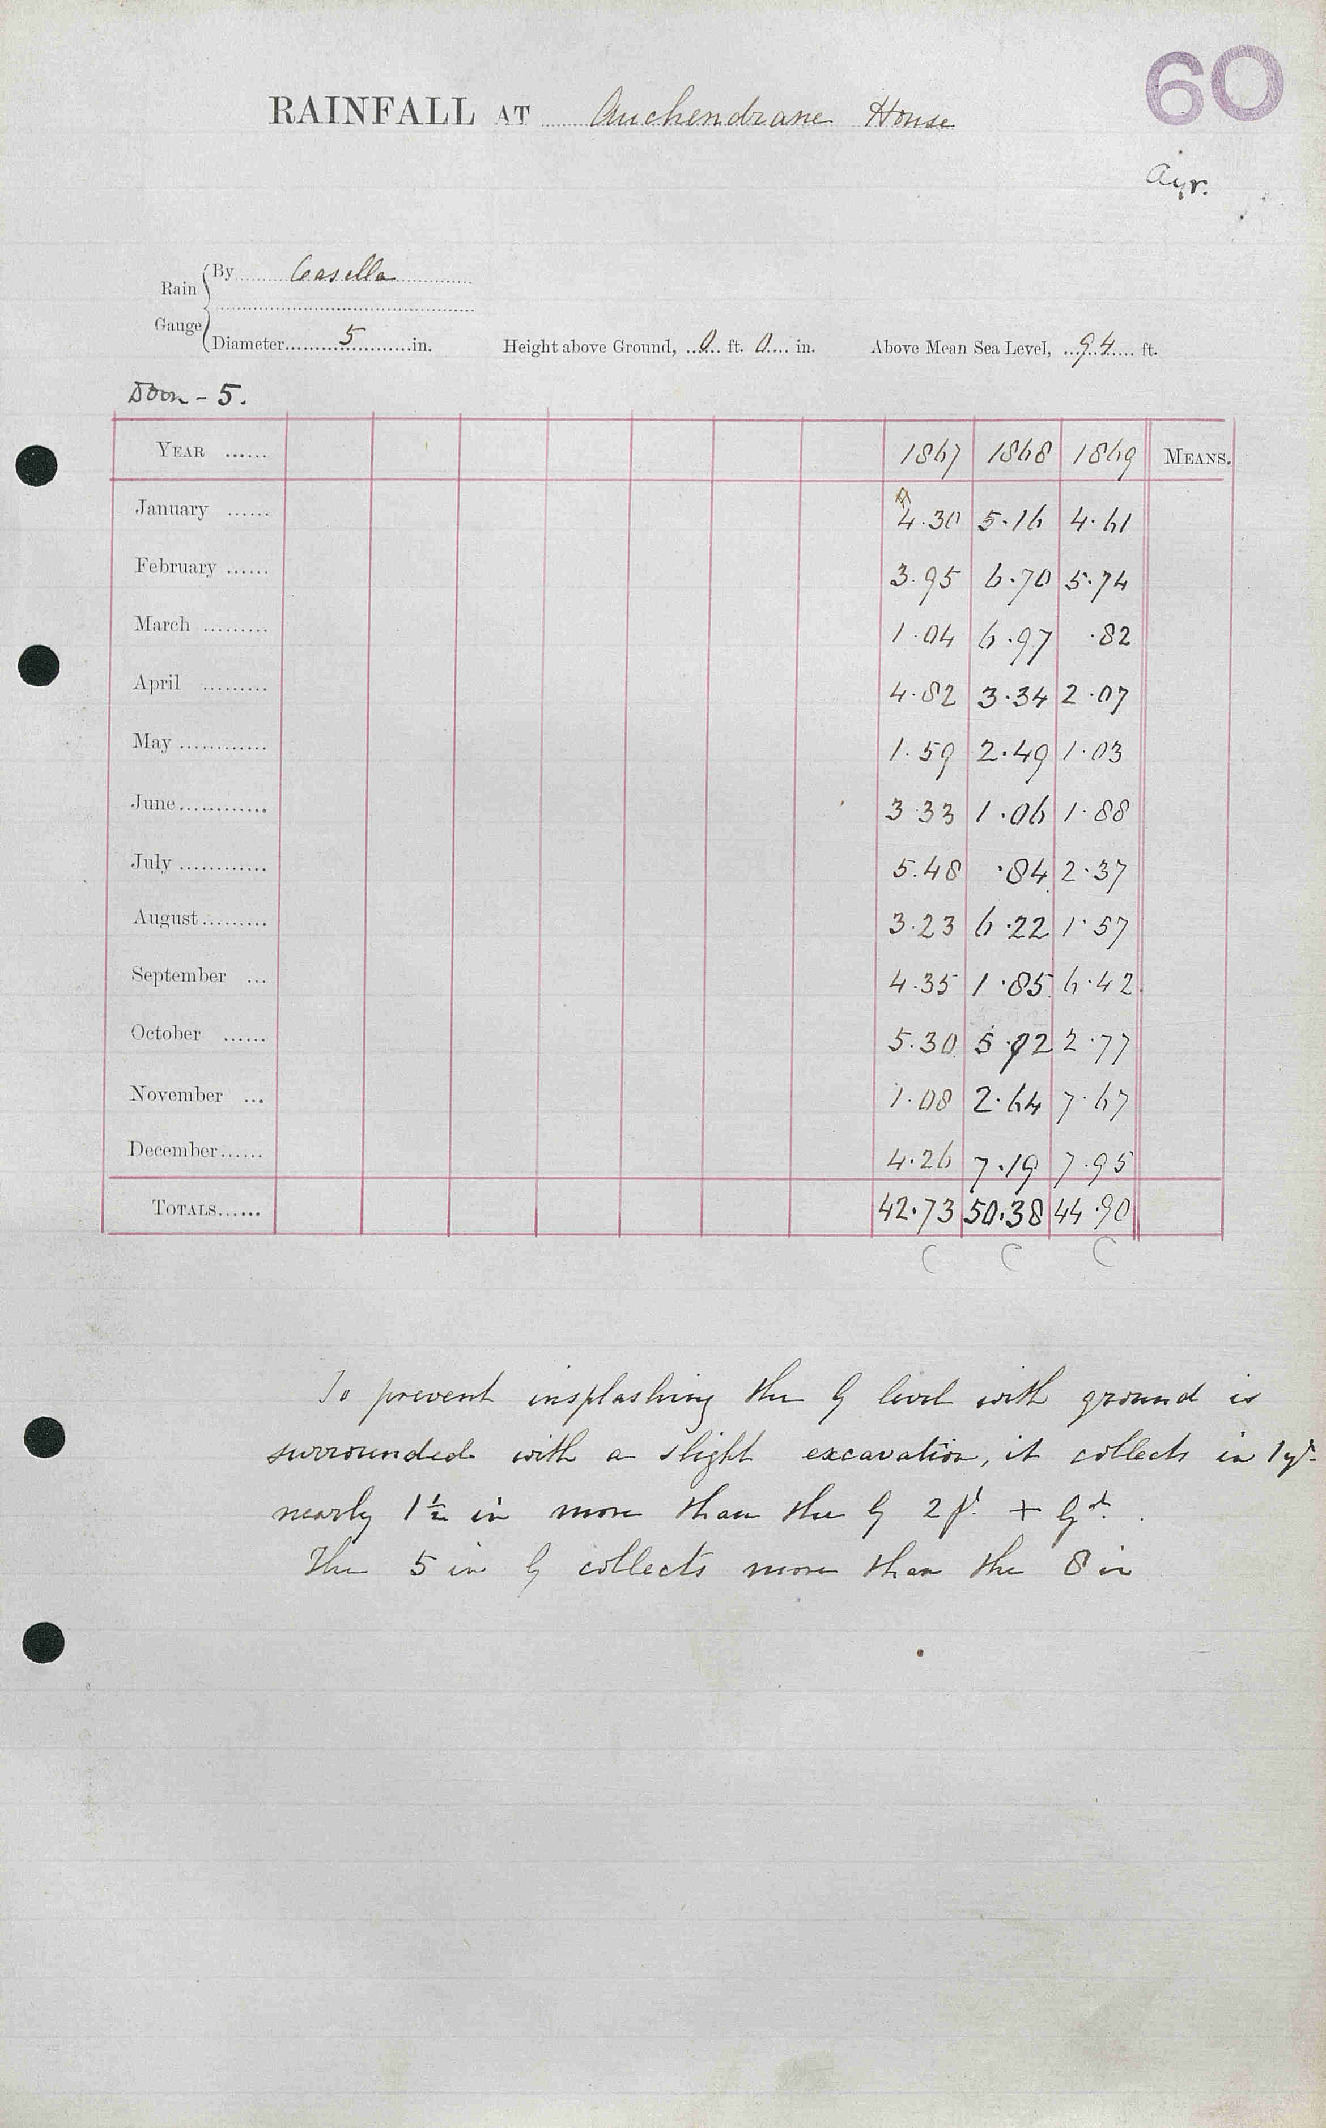 60
RAINFALL AT Auchendrane House
Ayr.
Rain Gauge
By Casella
Diameter 5 in. Height above Ground, 0 ft. 0 in. Above Mean Sea Level, 94 ft.
Doon - 5.
YEAR 1867 1868 1869 MEANS.
January 4.30 5.16 4.61
February 3.95 6.70 5.74
March 1.04 6.97 .82
April 4.82 3.34 2.07
May 1.59 2.49 1.03
June 3.33 1.06 1.88
July 5.48 .84 2.37
August 3.23 6.22 1.57
September 4.35 1.85 6.42
October 5.30 5.92 2.77
November 1.08 2.64 7.67
December 4.26 7.19 7.95
TOTALS 42.73 50.38 44.90
C C C
To prevent insplashing the G level with ground is
surrounded with a slight excavation, it collects in 1 yr.
nearly 1½ in more than the G 2 ft. + Gd.
The 5 in G collects more than the 8 in